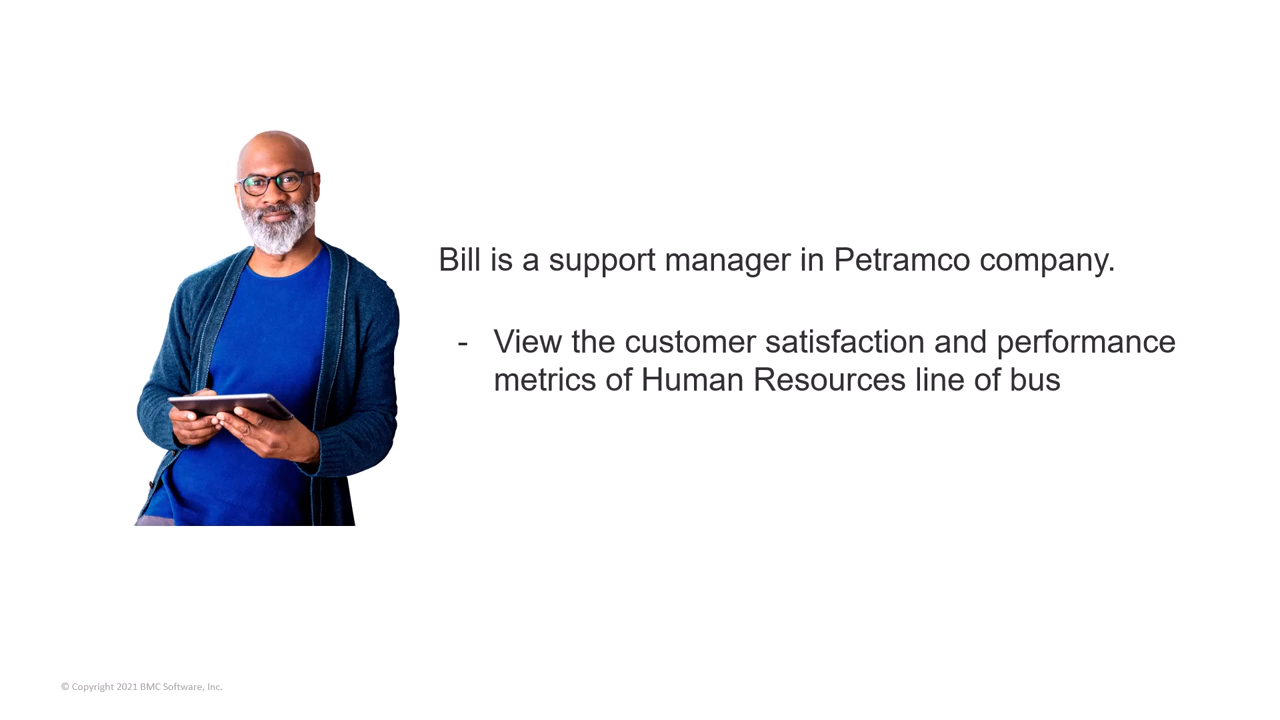 Bill is a support manager in Petramco company.
- View the customer satisfaction and performance
metrics of Human Resources line of bus
© Copyright 2021 BMC Software, Inc.